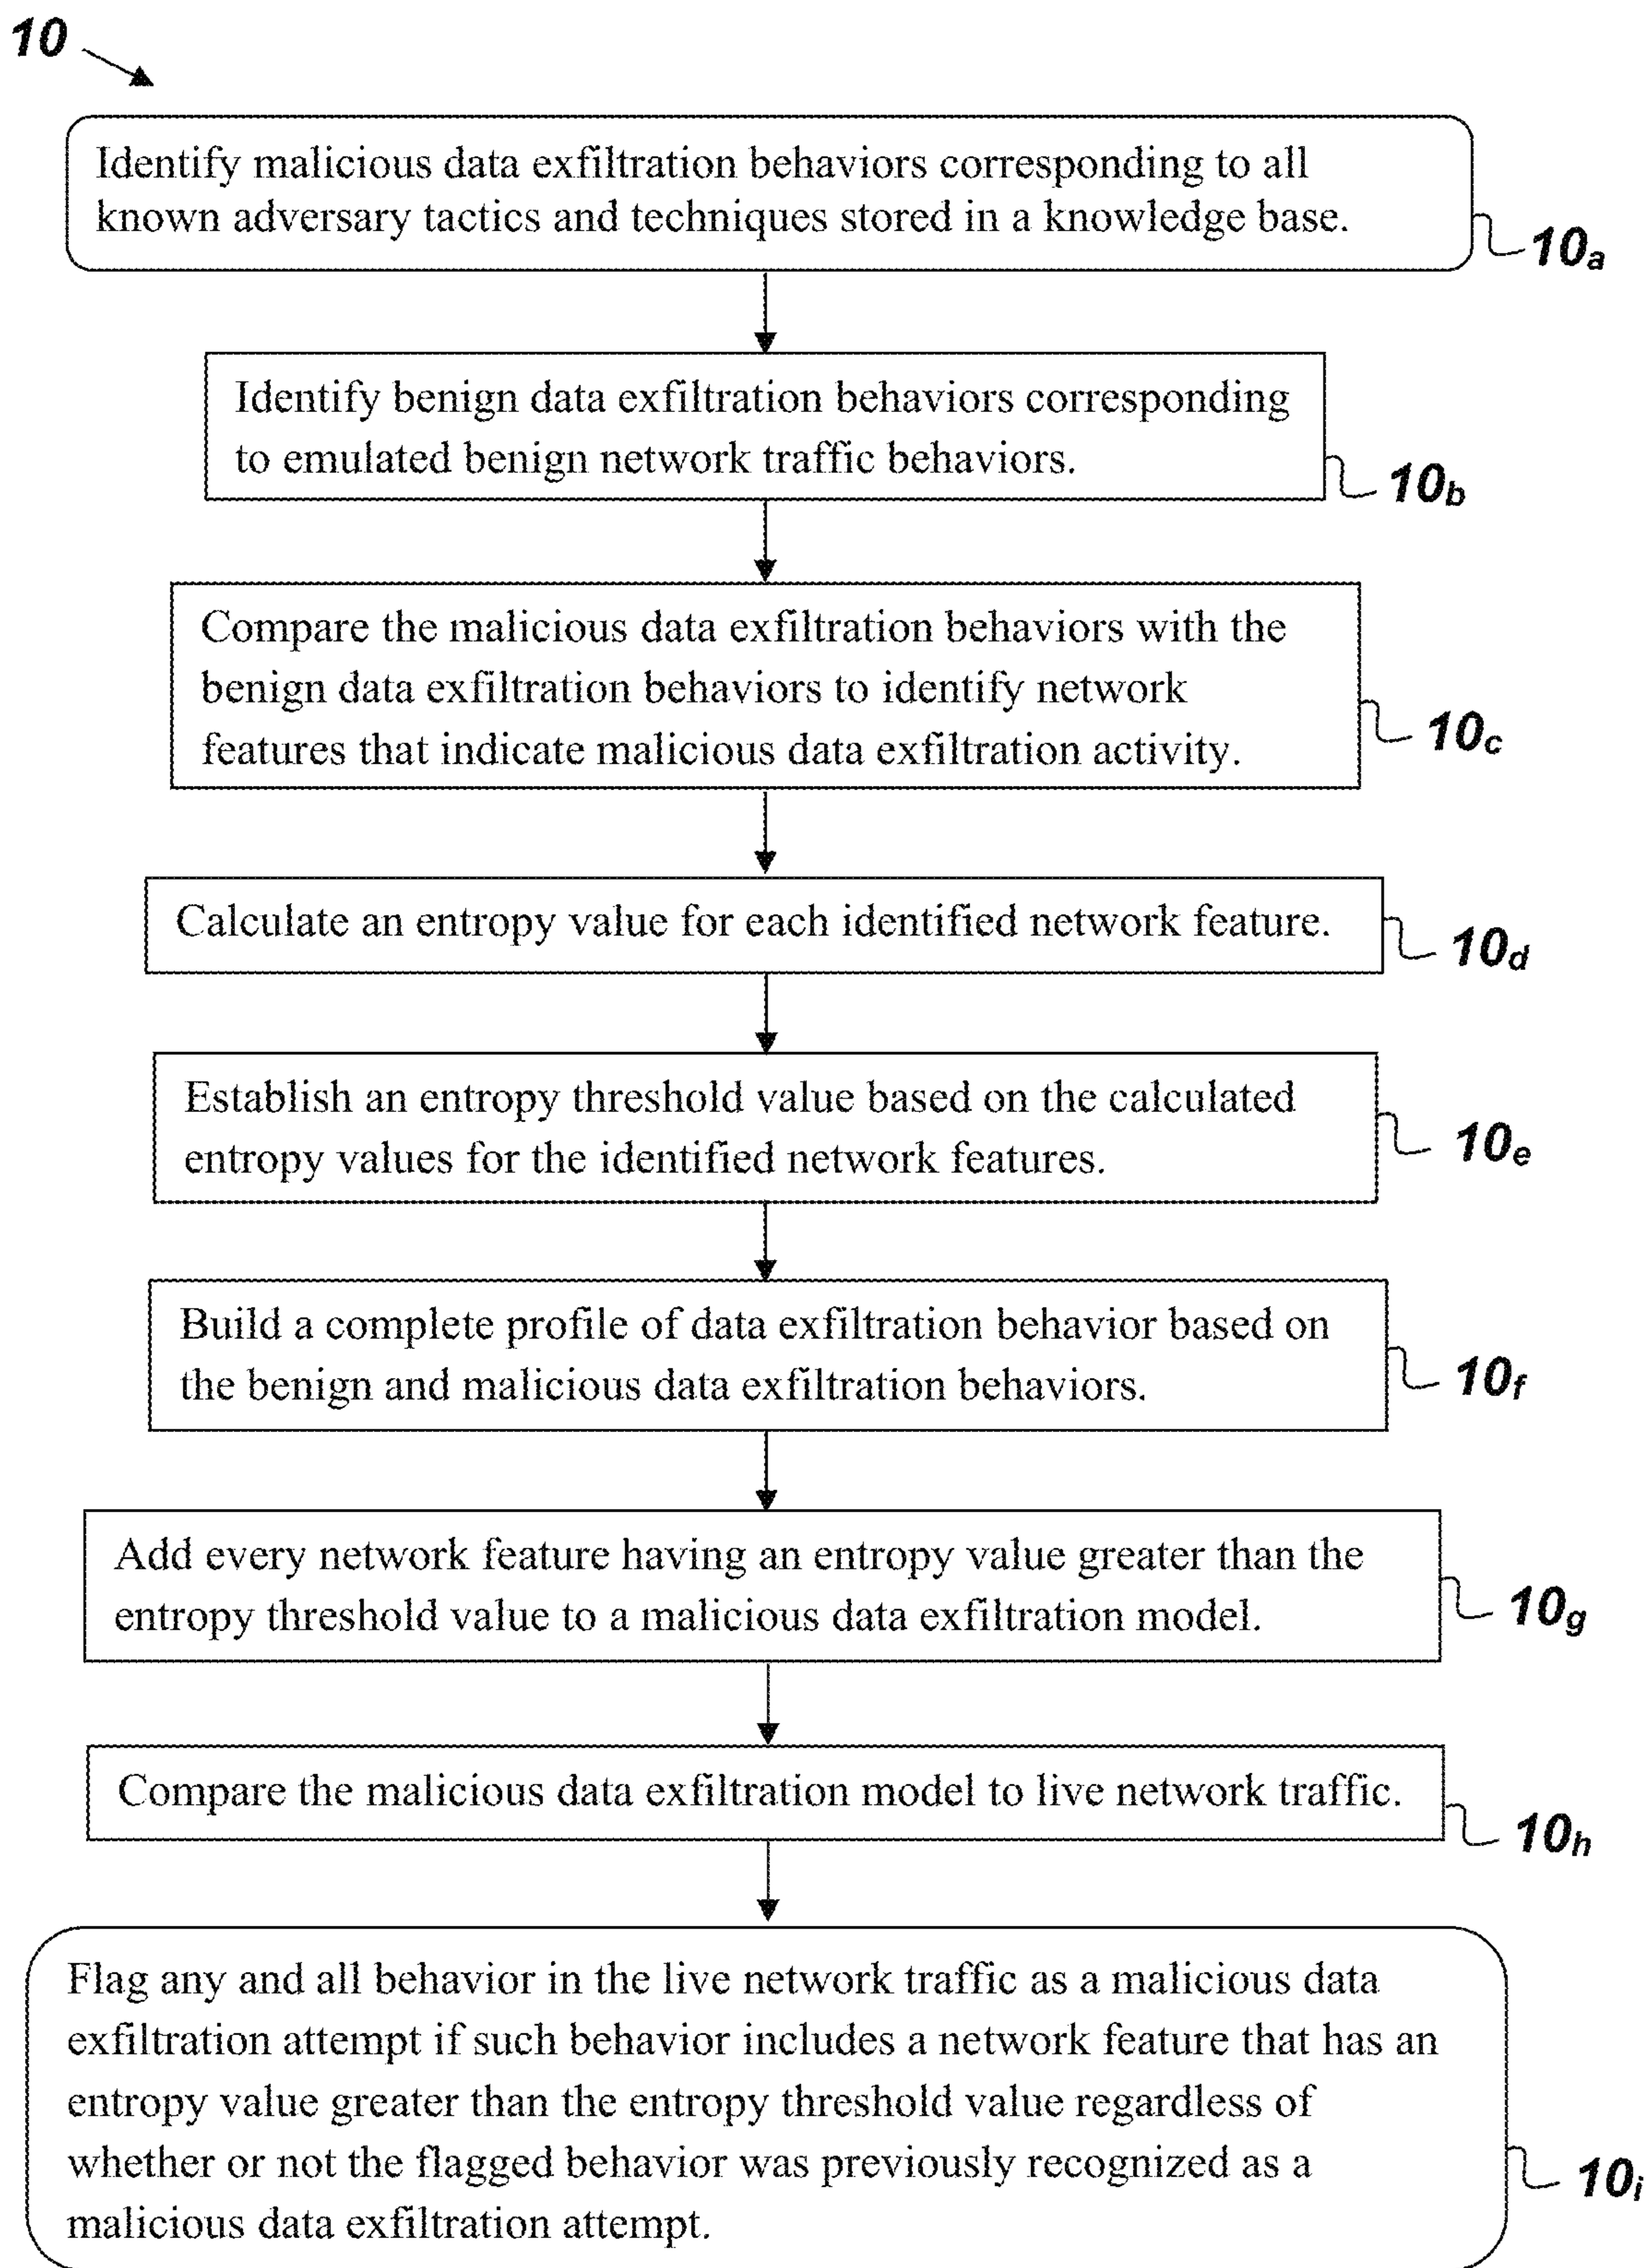 10
Identify malicious data exfiltration behaviors corresponding to all
known adversary tactics and techniques stored in a knowledge base.
10a
Identify benign data exfiltration behaviors corresponding
to emulated benign network traffic behaviors.
10b
Compare the malicious data exfiltration behaviors with the
benign data exfiltration behaviors to identify network
features that indicate malicious data exfiltration activity.
10c
Calculate an entropy value for each identified network feature.
10d
Establish an entropy threshold value based on the calculated
entropy values for the identified network features.
10e
Build a complete profile of data exfiltration behavior based on
the benign and malicious data exfiltration behaviors.
10f
Add every network feature having an entropy value greater than the
entropy threshold value to a malicious data exfiltration model.
10g
Compare the malicious data exfiltration model to live network traffic.
10h
Flag any and all behavior in the live network traffic as a malicious data
exfiltration attempt if such behavior includes a network feature that has an
entropy value greater than the entropy threshold value regardless of
whether or not the flagged behavior was previously recognized as a
malicious data exfiltration attempt.
10i